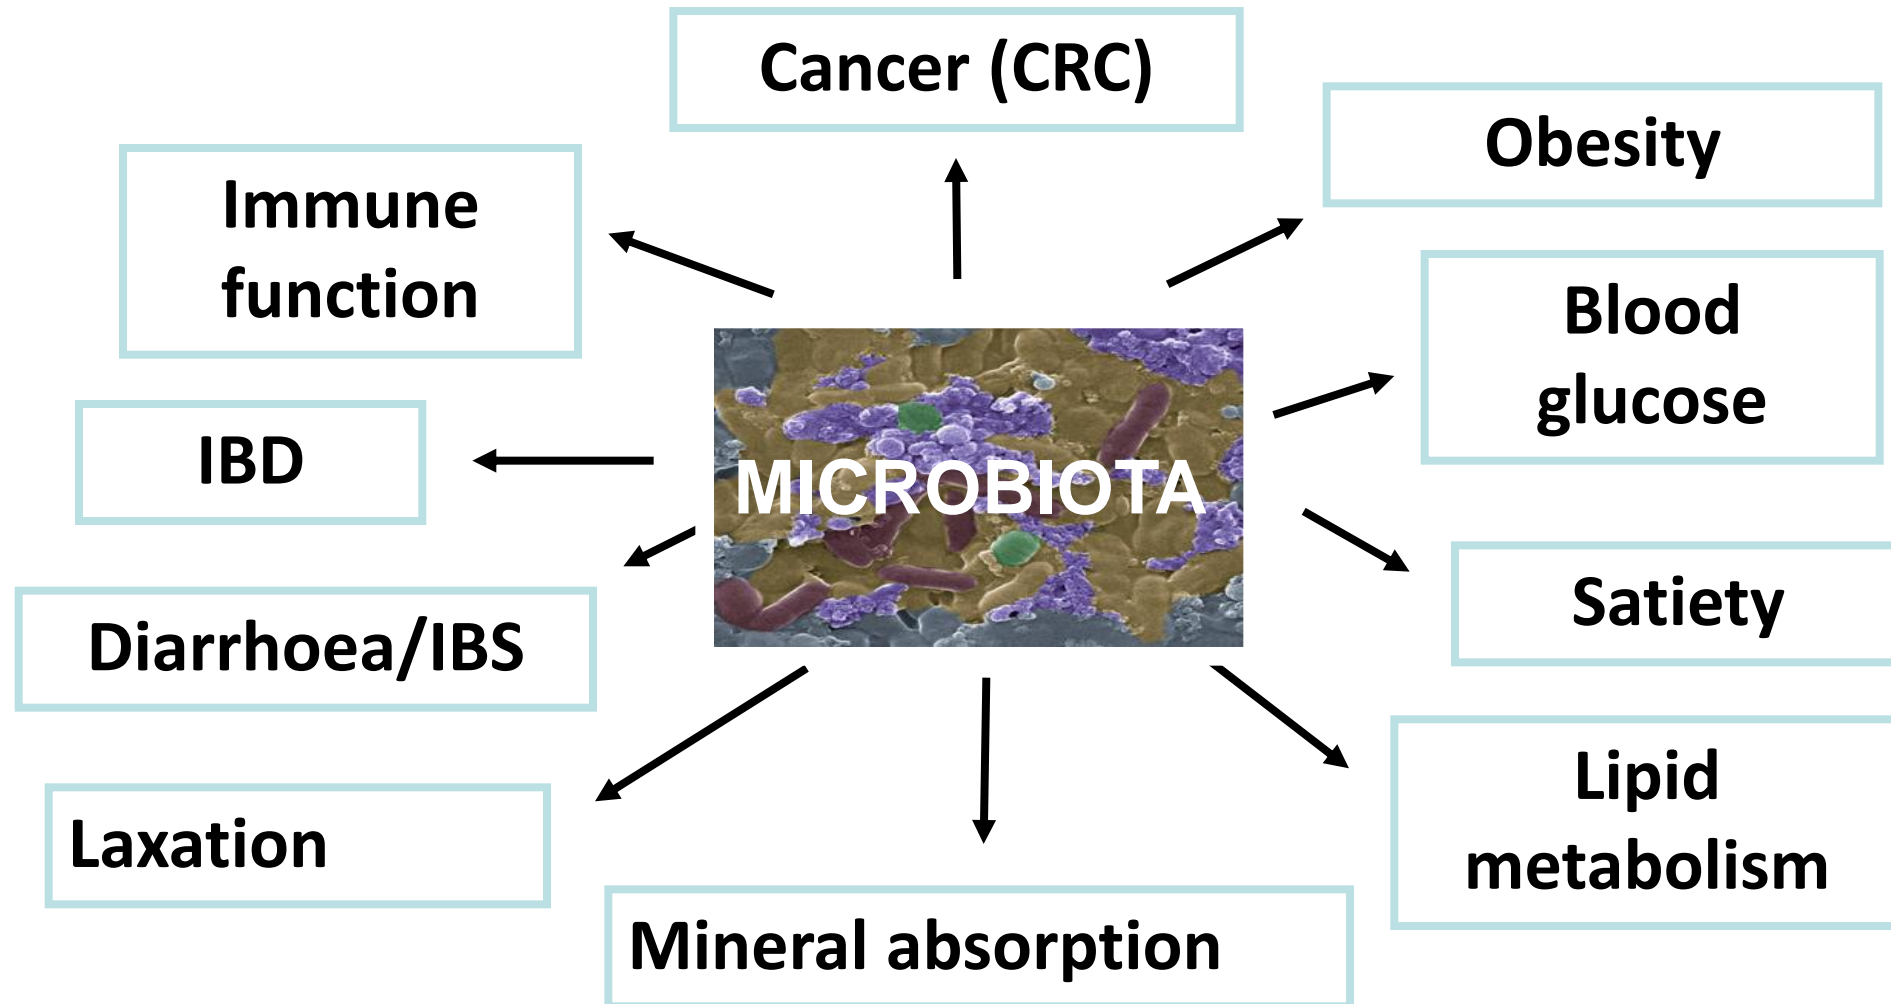 Cancer (CRC)
Obesity
Immune
function
Blood
glucose
IBD
MICROBIOTA
Satiety
Diarrhoea/IBS
Lipid
metabolism
Laxation
Mineral absorption